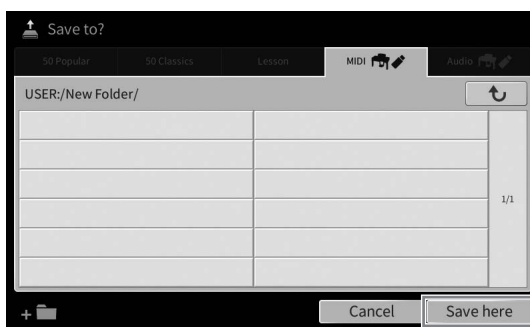 Save to?
50 Popular 50 Classics Lesson MIDI Audio
USER:/New Folder/
1/1
+
Cancel Save here